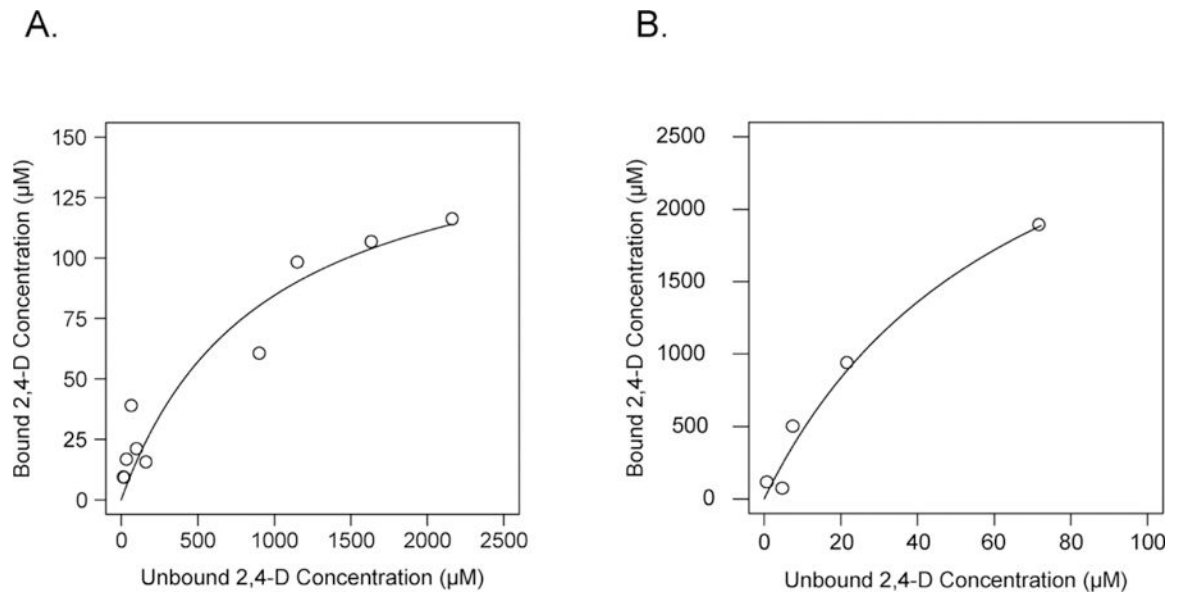 A.
B.
Bound 2,4-D Concentration (µM)
150
125
100
75
50
25
0
0 500 1000 1500 2000 2500
Unbound 2,4-D Concentration (µM)
Bound 2,4-D Concentration (µM)
2500
2000
1500
1000
500
0
0 20 40 60 80 100
Unbound 2,4-D Concentration (µM)